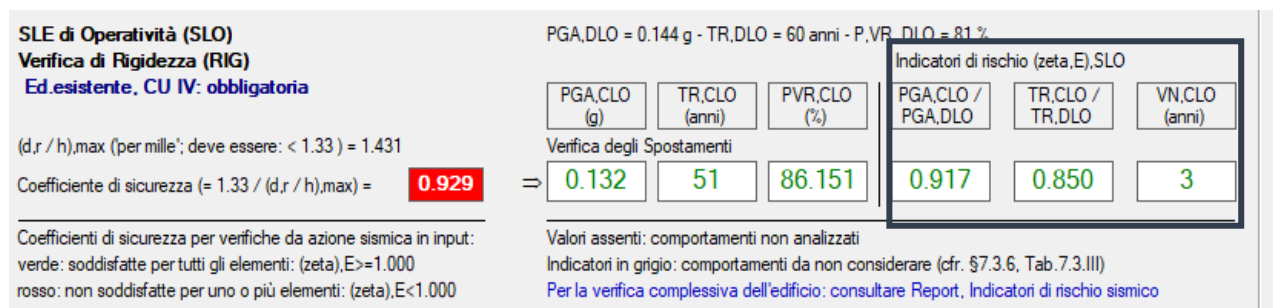 SLE di Operatività (SLO)
Verifica di Rigidezza (RIG)
Ed.esistente, CU IV: obbligatoria
(d,r / h),max ('per mille'; deve essere: < 1.33 ) = 1.431
Coefficiente di sicurezza (= 1.33 / (d,r / h),max) = 0.929 ⇒
Coefficienti di sicurezza per verifiche da azione sismica in input:
verde: soddisfatte per tutti gli elementi: (zeta),E>=1.000
rosso: non soddisfatte per uno o più elementi: (zeta),E<1.000
PGA,DLO = 0.144 g - TR,DLO = 60 anni - P,VR, DLO = 81 %
Indicatori di rischio (zeta,E),SLO
PGA,CLO (g) TR,CLO (anni) PVR,CLO (%) PGA,CLO / PGA,DLO TR,CLO / TR,DLO VN,CLO (anni)
Verifica degli Spostamenti
0.132 51 86.151 0.917 0.850 3
Valori assenti: comportamenti non analizzati
Indicatori in grigio: comportamenti da non considerare (cfr. §7.3.6, Tab.7.3.III)
Per la verifica complessiva dell'edificio: consultare Report, Indicatori di rischio sismico